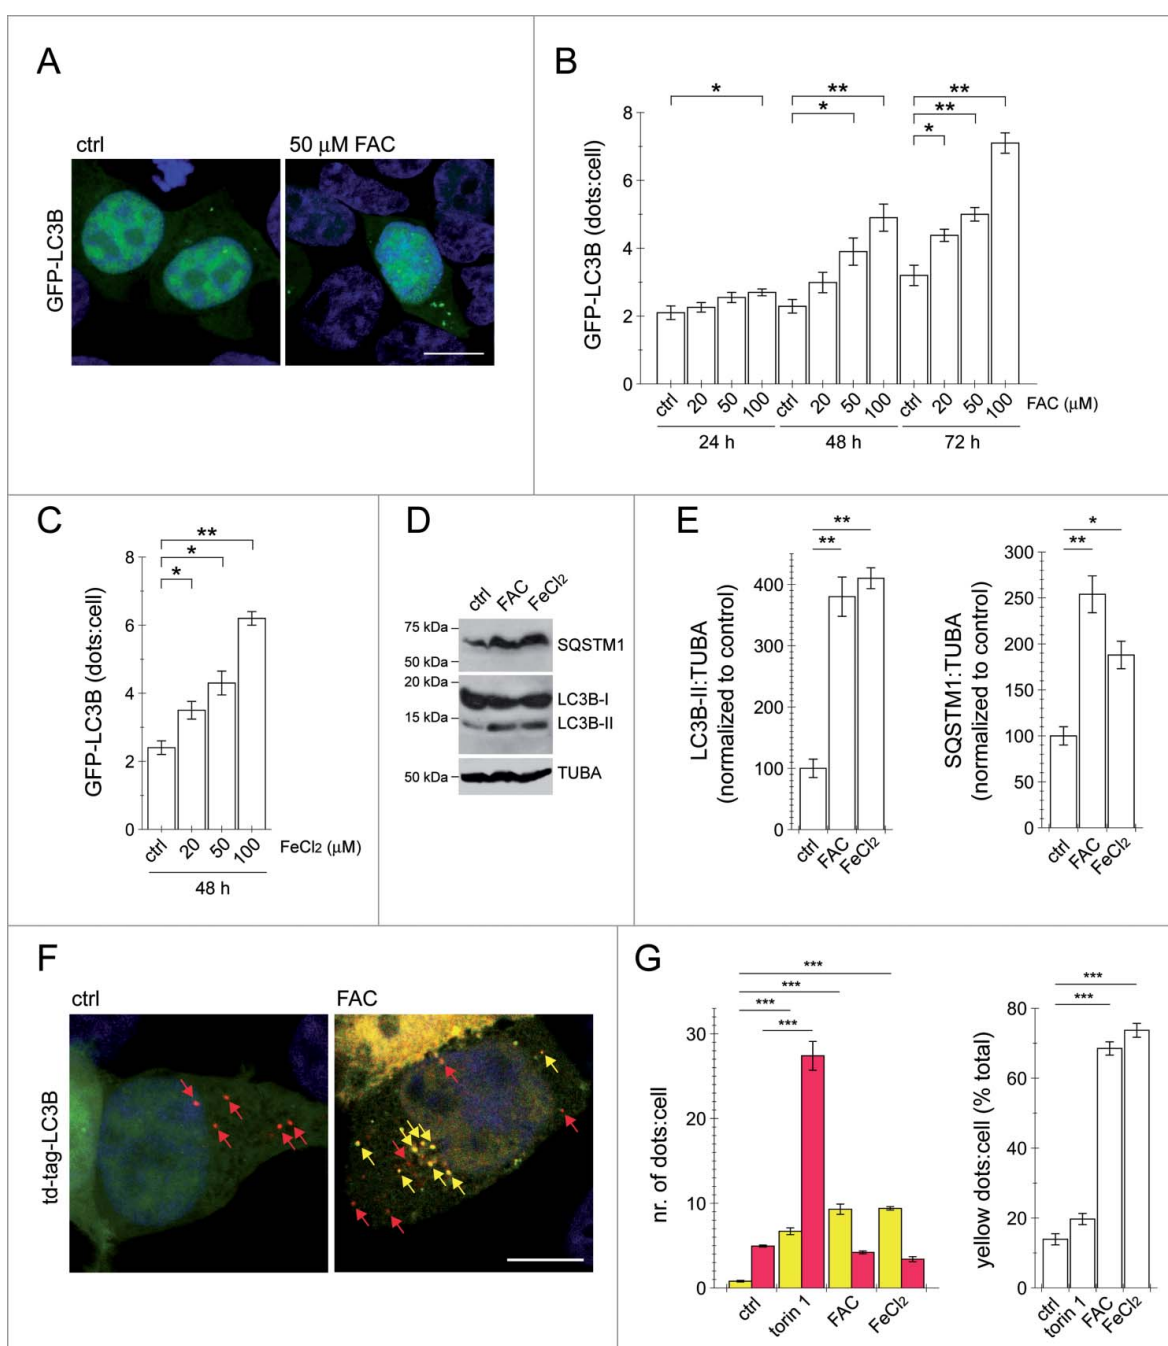 A
ctrl
50 μM FAC
GFP-LC3B
B
* ** * ** ** *
GFP-LC3B (dots:cell)
8
6
4
2
0
ctrl 20 50 100 ctrl 20 50 100 ctrl 20 50 100 FAC (μM)
24 h 48 h 72 h
C
**
*
*
GFP-LC3B (dots:cell)
8
6
4
2
0
ctrl 20 50 100 FeCl2 (μM)
48 h
D
ctrl FAC FeCl2
75 kDa
SQSTM1
50 kDa
20 kDa
LC3B-I
15 kDa
LC3B-II
50 kDa
TUBA
E
**
**
LC3B-II:TUBA
(normalized to control)
400
300
200
100
0
ctrl FAC FeCl2
*
**
SQSTM1:TUBA
(normalized to control)
300
250
200
150
100
50
0
ctrl FAC FeCl2
F
ctrl
FAC
td-tag-LC3B
G
***
***
***
***
nr. of dots:cell
30
20
10
0
ctrl torin 1 FAC FeCl2
***
***
yellow dots:cell (% total)
80
60
40
20
0
ctrl torin 1 FAC FeCl2